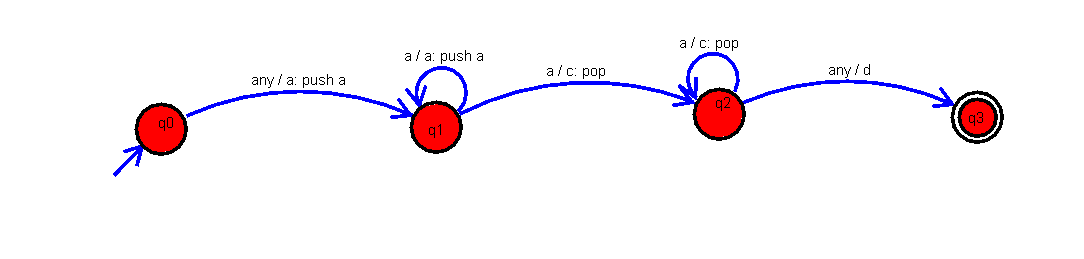 any / a: push a
a / a: push a
a / c: pop
a / c: pop
any / d
q0
q1
q2
q3